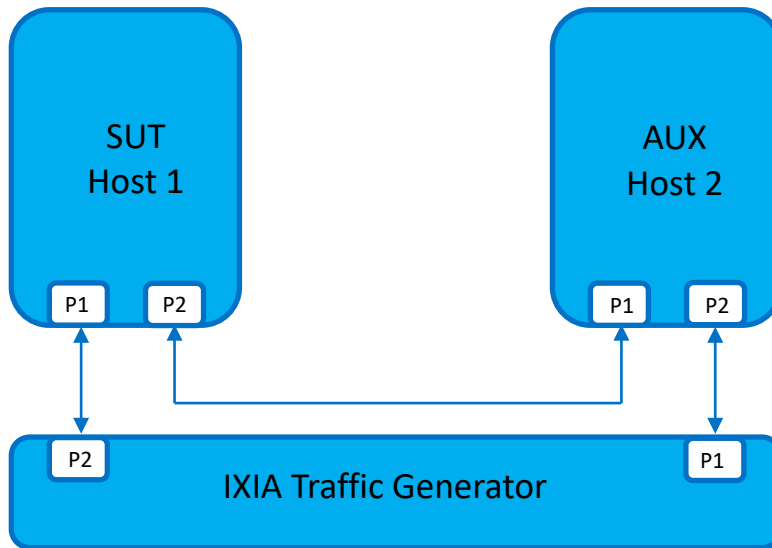 SUT
Host 1
AUX
Host 2
P1
P2
P1
P2
P2
P1
IXIA Traffic Generator